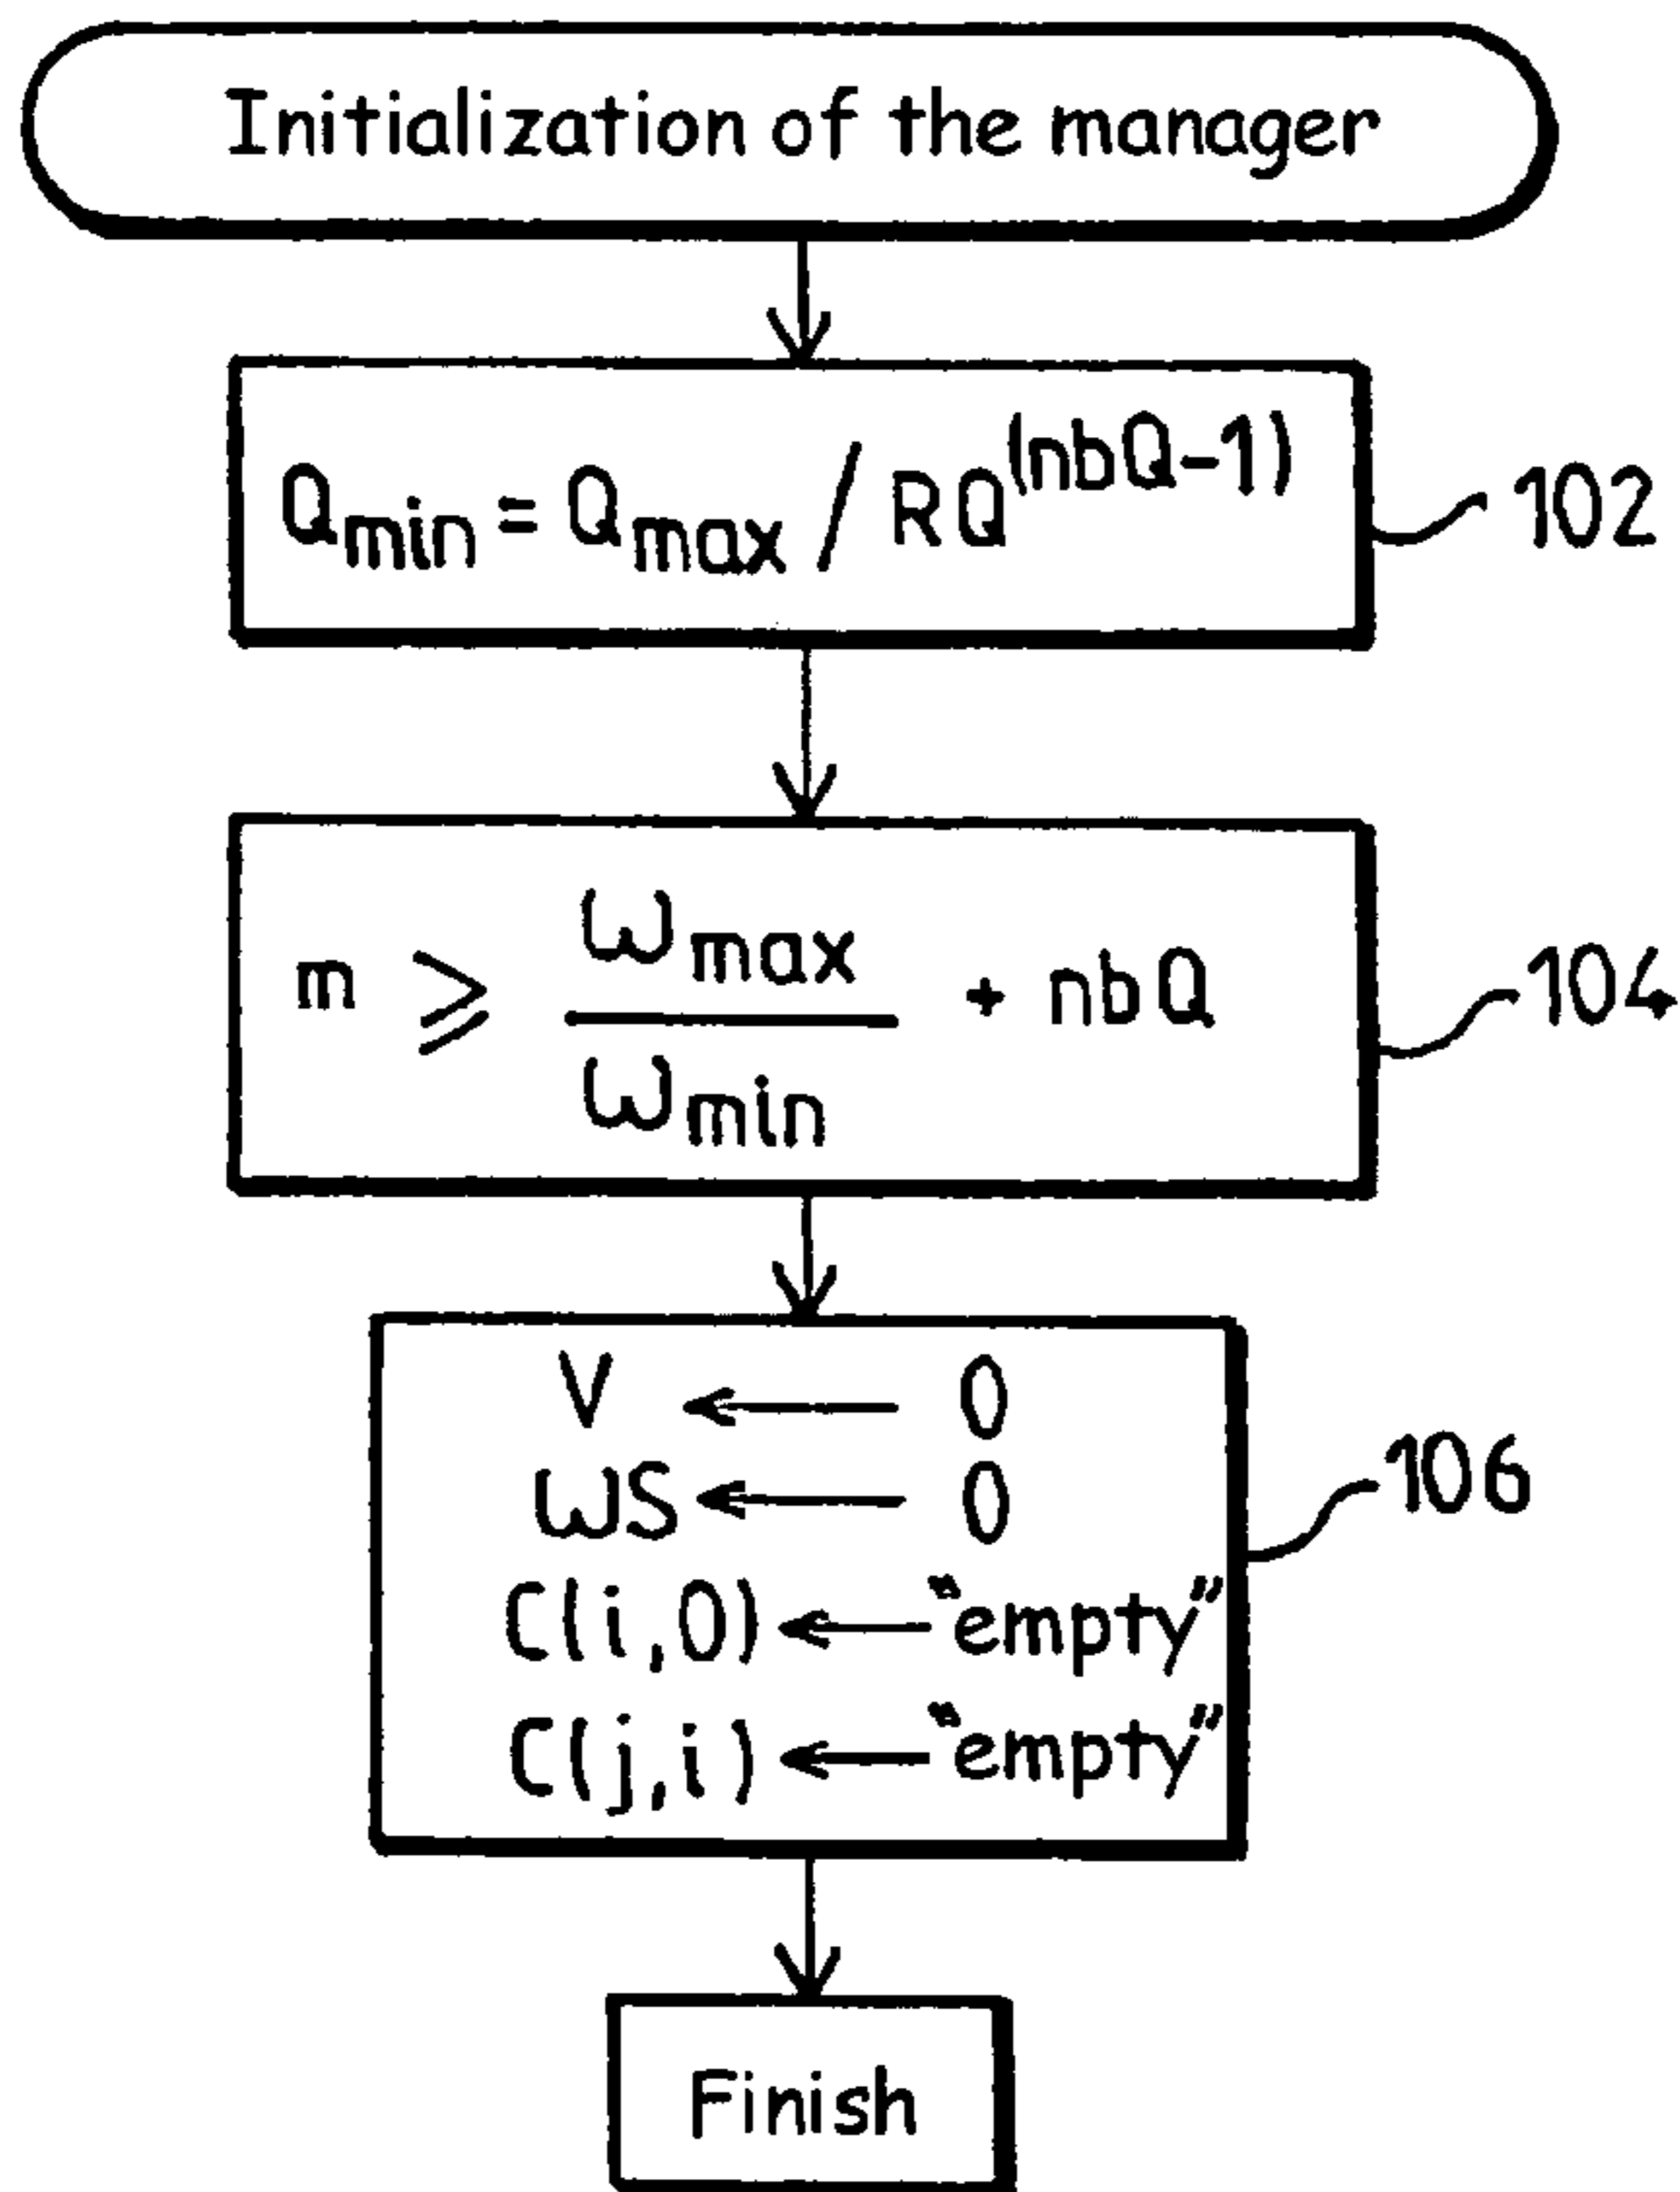 Initialization of the manager
Qmin = Qmax / RQ^(nbQ-1)
102
m ⩾ ωmax / ωmin + nbQ
104
V ← 0
ωS ← 0
C(i,0) ← "empty"
C(j,i) ← "empty"
106
Finish